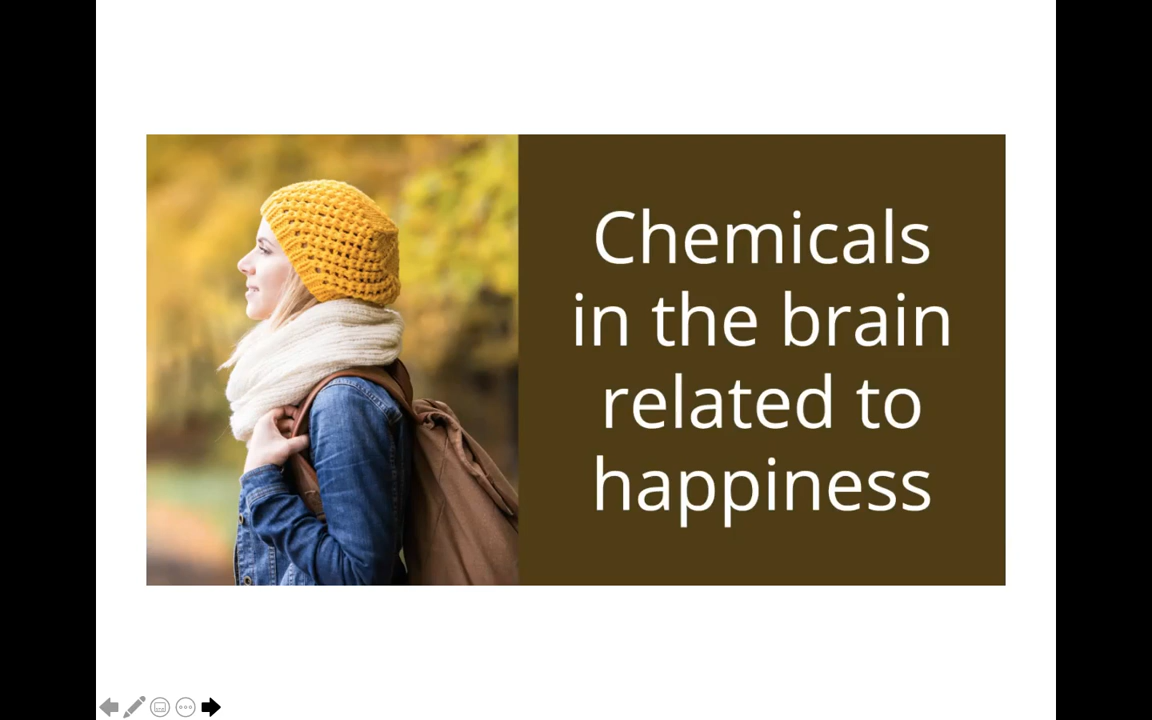 Chemicals
in the brain
related to
happiness